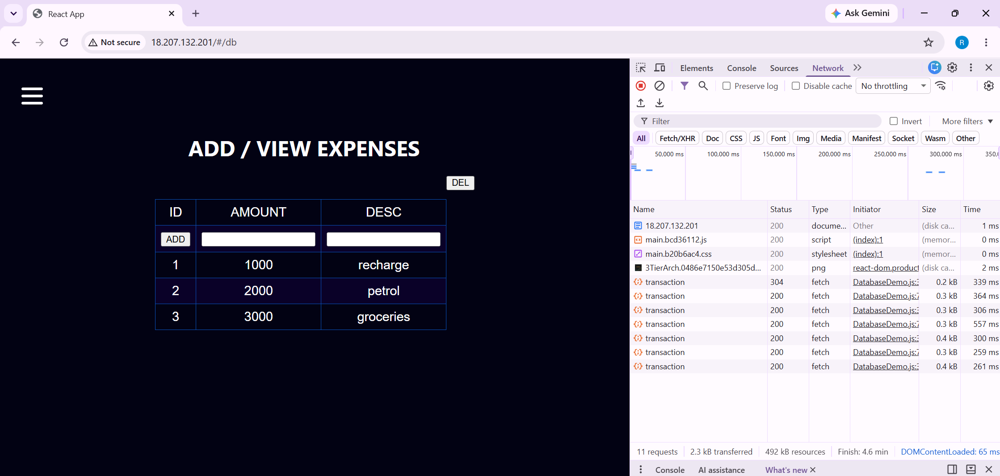 React App
Ask Gemini
Not secure
18.207.132.201/#/db
R
ADD / VIEW EXPENSES
DEL
ID AMOUNT DESC
ADD
1 1000 recharge
2 2000 petrol
3 3000 groceries
Elements Console Sources Network
Preserve log Disable cache No throttling
Filter Invert More filters
All Fetch/XHR Doc CSS JS Font Img Media Manifest Socket Wasm Other
50,000 ms 100,000 ms 150,000 ms 200,000 ms 250,000 ms 300,000 ms 350,
Name Status Type Initiator Size Time
18.207.132.201 200 docume... Other (disk ca... 1 ms
main.bcd36112.js 200 script (index):1 (memor... 0 ms
main.b20b6ac4.css 200 stylesheet (index):1 (memor... 0 ms
3TierArch.0486e7150e53d305d... 200 png react-dom.product (disk ca... 2 ms
transaction 304 fetch DatabaseDemo.js:3 0.2 kB 339 ms
transaction 200 fetch DatabaseDemo.js:7 0.3 kB 364 ms
transaction 200 fetch DatabaseDemo.js:3 0.3 kB 306 ms
transaction 200 fetch DatabaseDemo.js:7 0.3 kB 557 ms
transaction 200 fetch DatabaseDemo.js:3 0.4 kB 300 ms
transaction 200 fetch DatabaseDemo.js:7 0.3 kB 259 ms
transaction 200 fetch DatabaseDemo.js:3 0.4 kB 261 ms
11 requests 2.3 kB transferred 492 kB resources Finish: 4.6 min DOMContentLoaded: 65 ms
Console AI assistance What's new